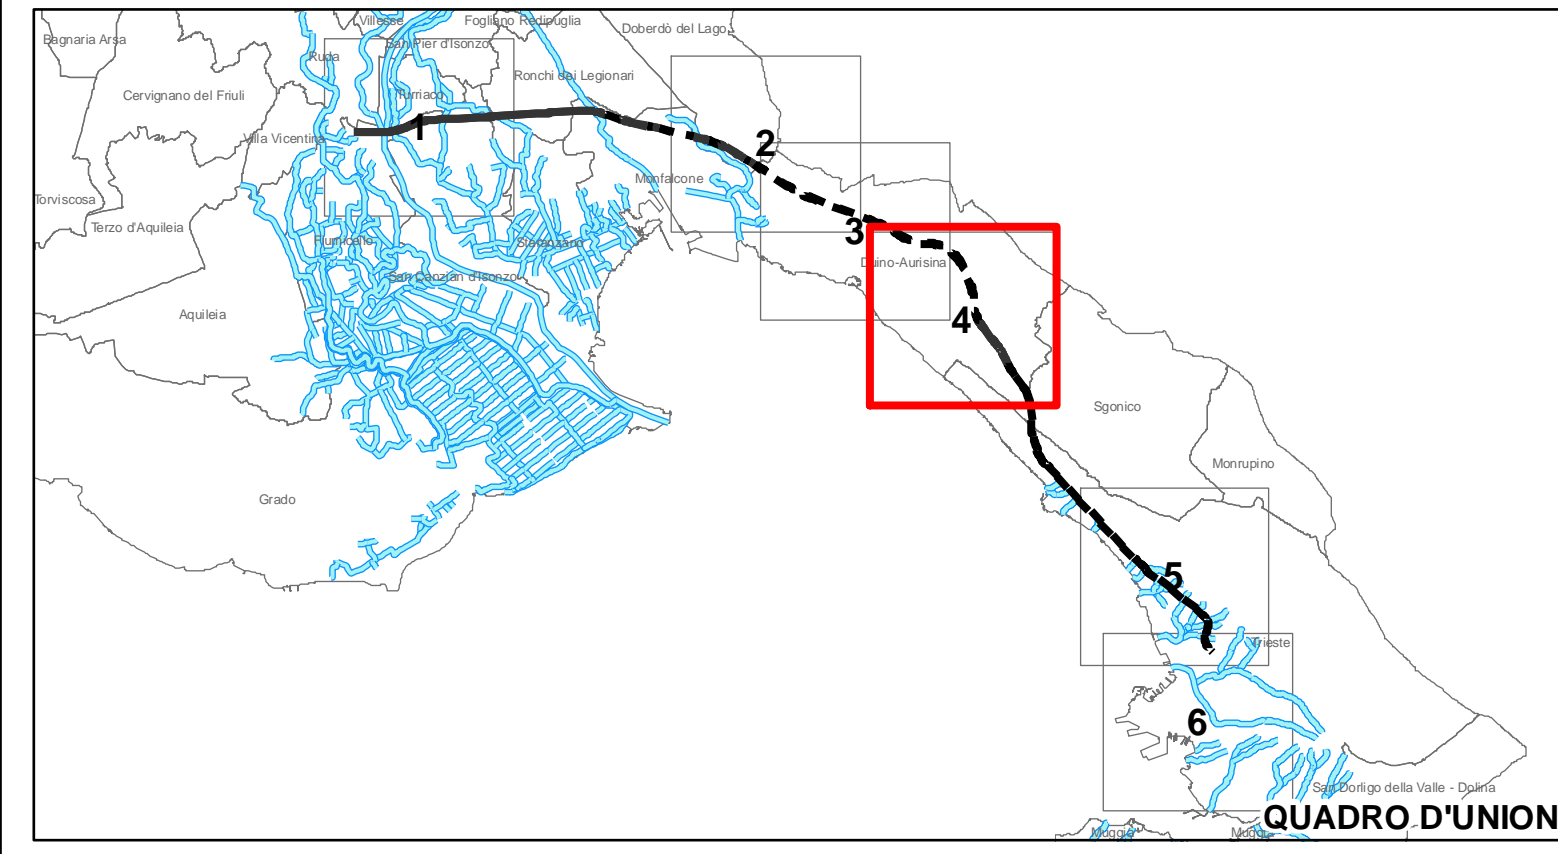 Villesse
Fogliano Redipuglia
Doberdò del Lago
Bagnaria Arsa
San Pier d'Isonzo
Ruda
Ronchi dei Legionari
Cervignano del Friuli
Turriaco
1
Villa Vicentina
2
Monfalcone
Torviscosa
Terzo d'Aquileia
3
Fiumicello
Staranzano
Duino-Aurisina
San Canzian d'Isonzo
Aquileia
4
Sgonico
Monrupino
Grado
5
Trieste
6
San Dorligo della Valle - Dolina
QUADRO D'UNION
Muggia
Muggia